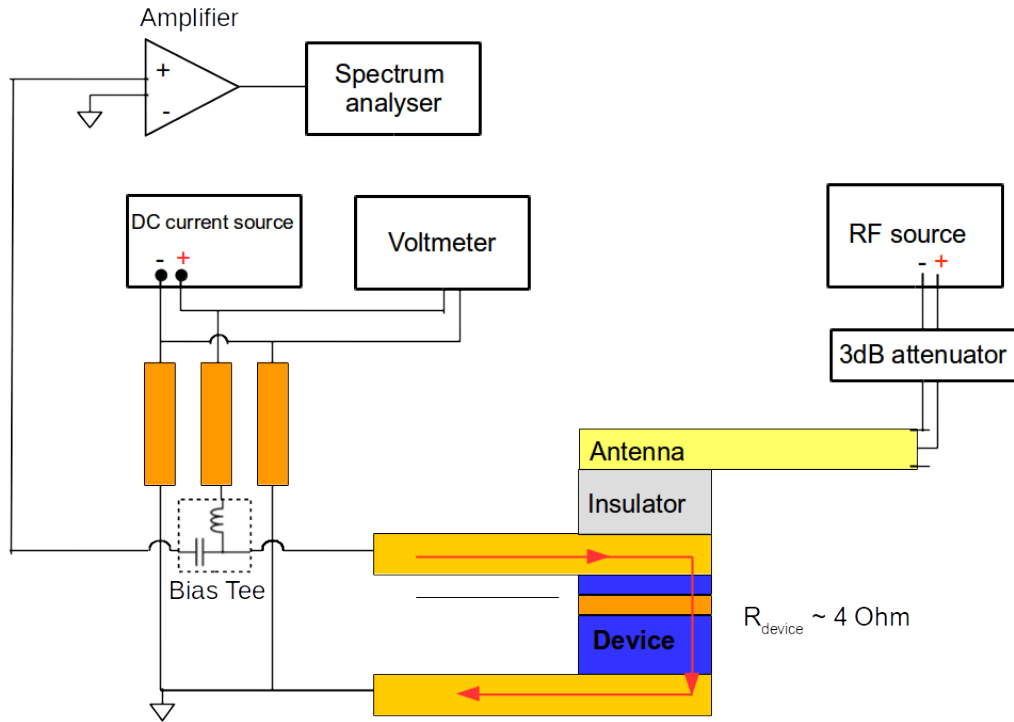 Amplifier
+
-
Spectrum
analyser
DC current source
- +
Voltmeter
RF source
- +
3dB attenuator
Antenna
Insulator
Bias Tee
Device
R_device ~ 4 Ohm